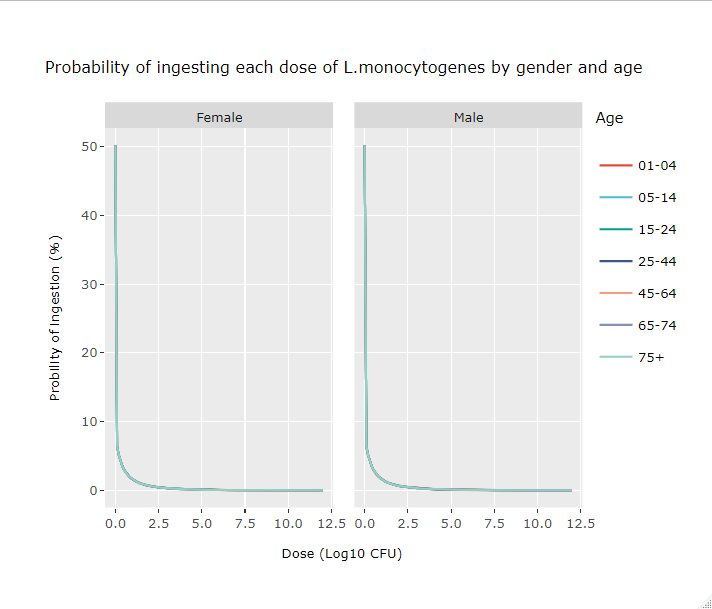 Probability of ingesting each dose of L.monocytogenes by gender and age
Female
Male
Age
01-04
05-14
15-24
25-44
45-64
65-74
75+
Probility of Ingestion (%)
50
40
30
20
10
0
0.0 2.5 5.0 7.5 10.0 12.5
0.0 2.5 5.0 7.5 10.0 12.5
Dose (Log10 CFU)